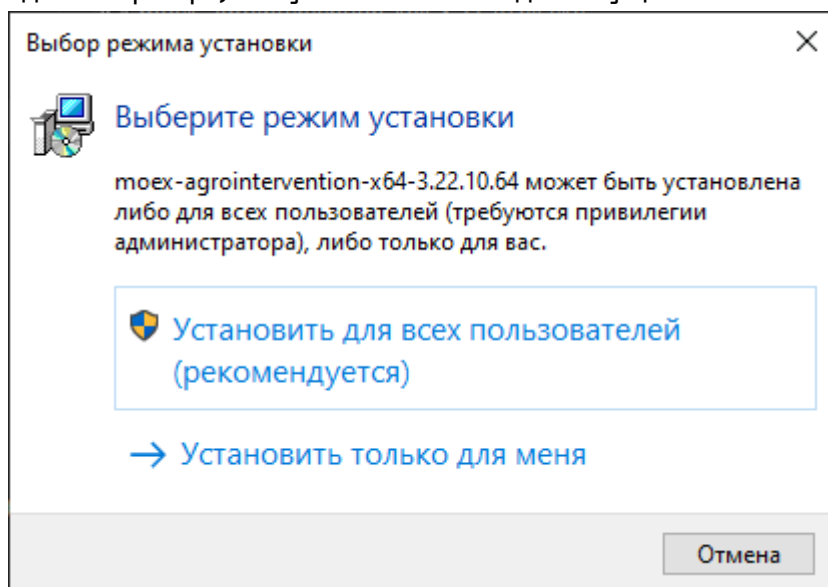 Выбор режима установки
Выберите режим установки
moex-agrointervention-x64-3.22.10.64 может быть установлена
либо для всех пользователей (требуются привилегии
администратора), либо только для вас.
Установить для всех пользователей
(рекомендуется)
Установить только для меня
Отмена